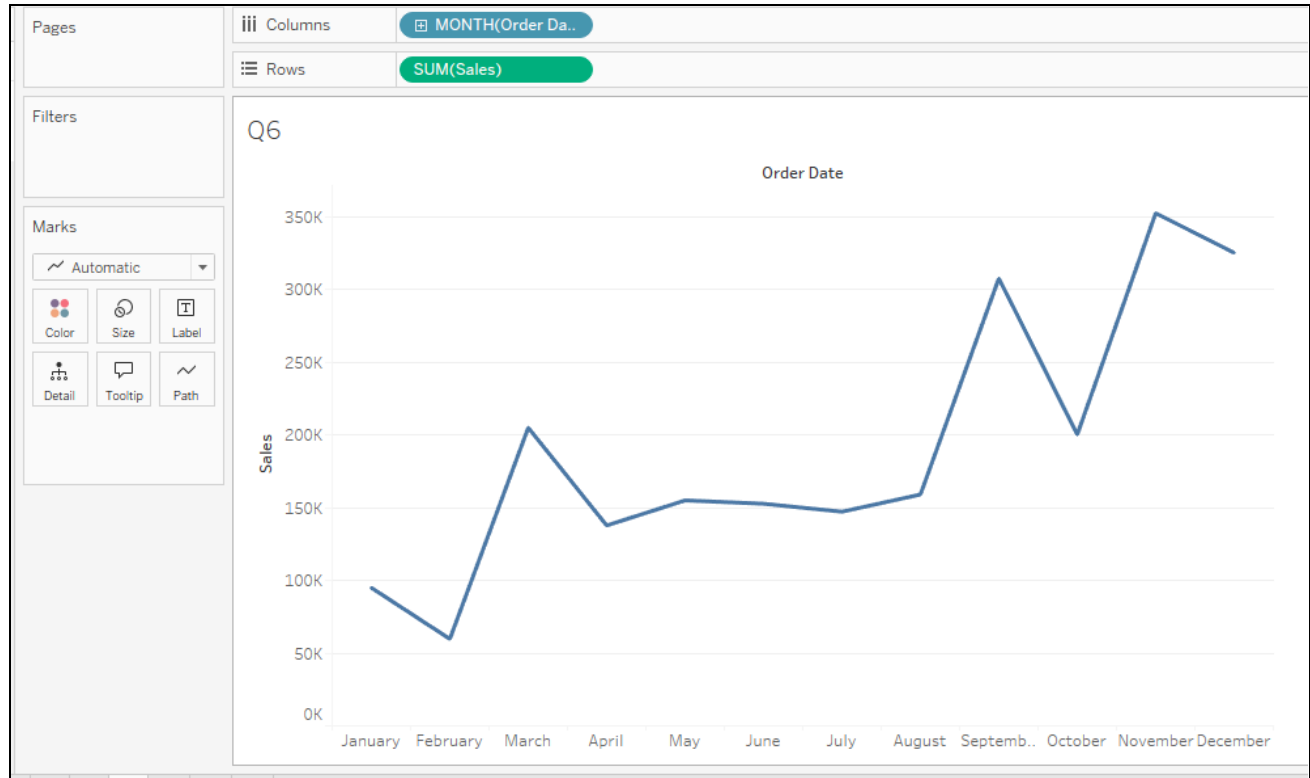 Pages
Columns
MONTH(Order Da..
Rows
SUM(Sales)
Filters
Marks
Automatic
Color
Size
Label
Detail
Tooltip
Path
Q6
Order Date
Sales
350K
300K
250K
200K
150K
100K
50K
0K
January February March April May June July August Septemb.. October November December